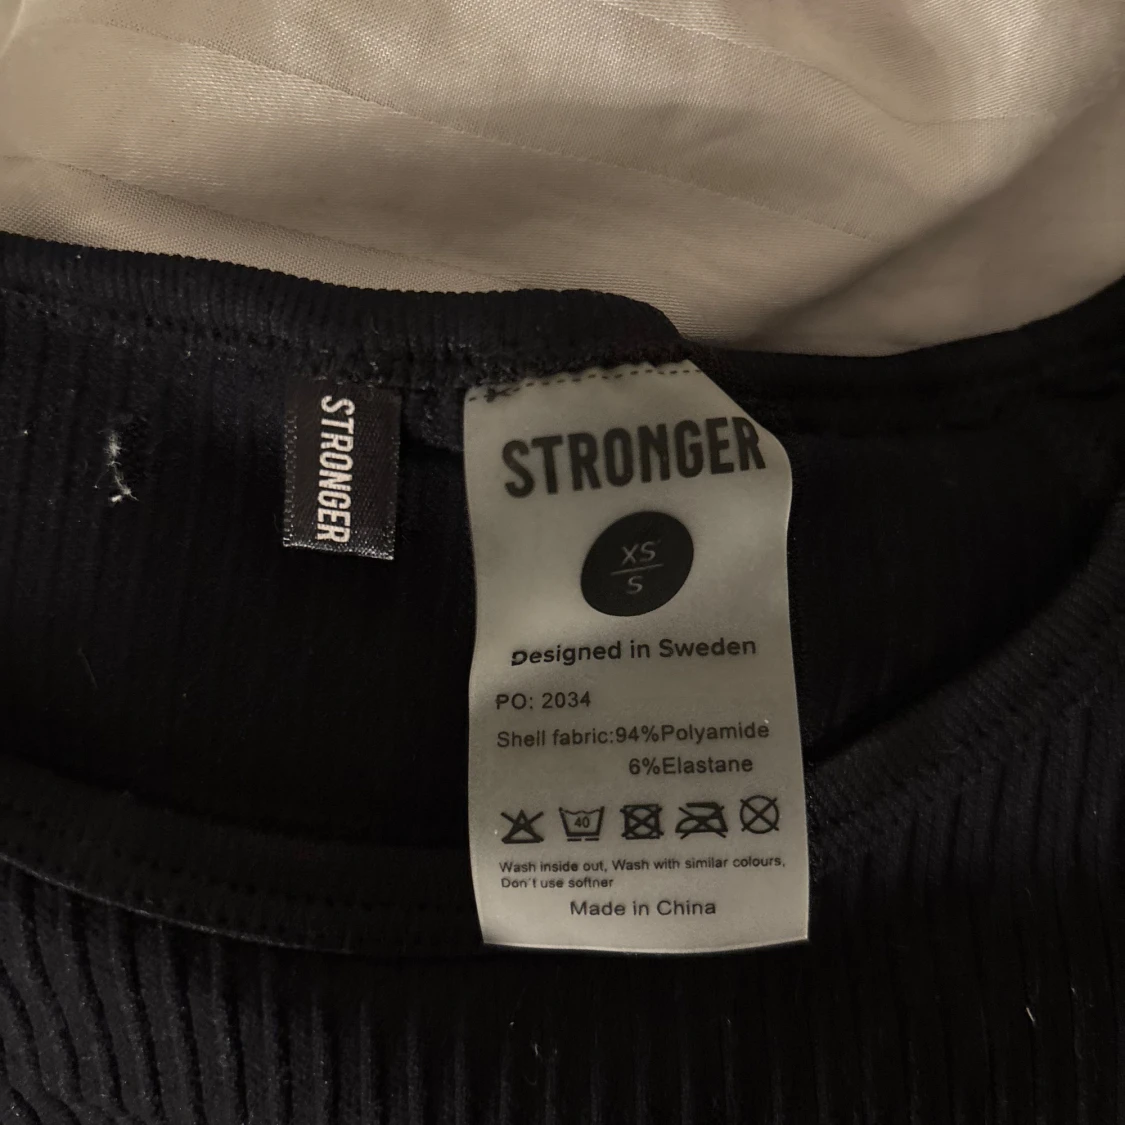 STRONGER
STRONGER
XS
S
Designed in Sweden
PO: 2034
Shell fabric:94%Polyamide
6%Elastane
40
Wash inside out, Wash with similar colours,
Don't use softner
Made in China